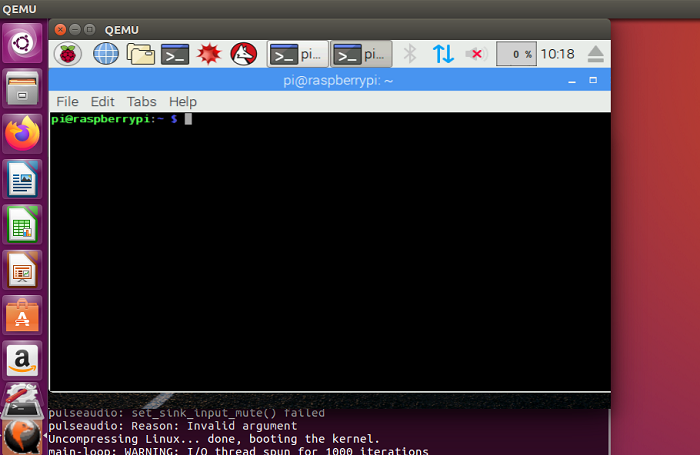 QEMU
QEMU
pi... pi... 0 % 10:18
pi@raspberrypi: ~
File Edit Tabs Help
pi@raspberrypi:~ $
pulseaudio: set_sink_input_mute() failed
pulseaudio: Reason: Invalid argument
Uncompressing Linux... done, booting the kernel.
main-loop: WARNING: I/O thread spun for 1000 iterations